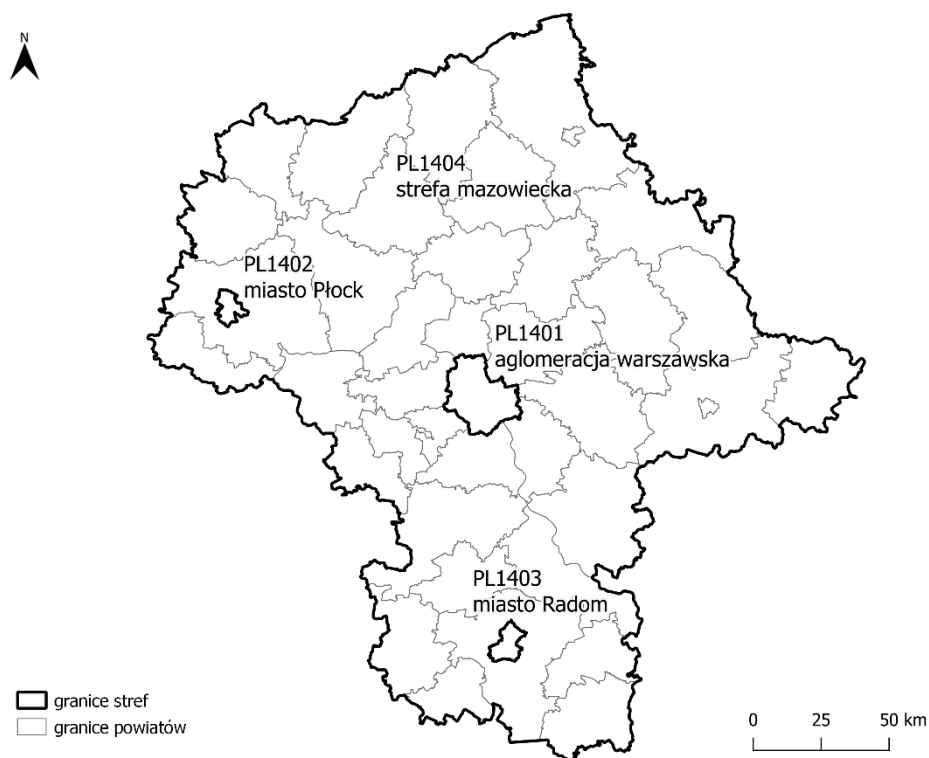 N
PL1404
strefa mazowiecka
PL1402
miasto Płock
PL1401
aglomeracja warszawska
PL1403
miasto Radom
granice stref
granice powiatów
0 25 50 km